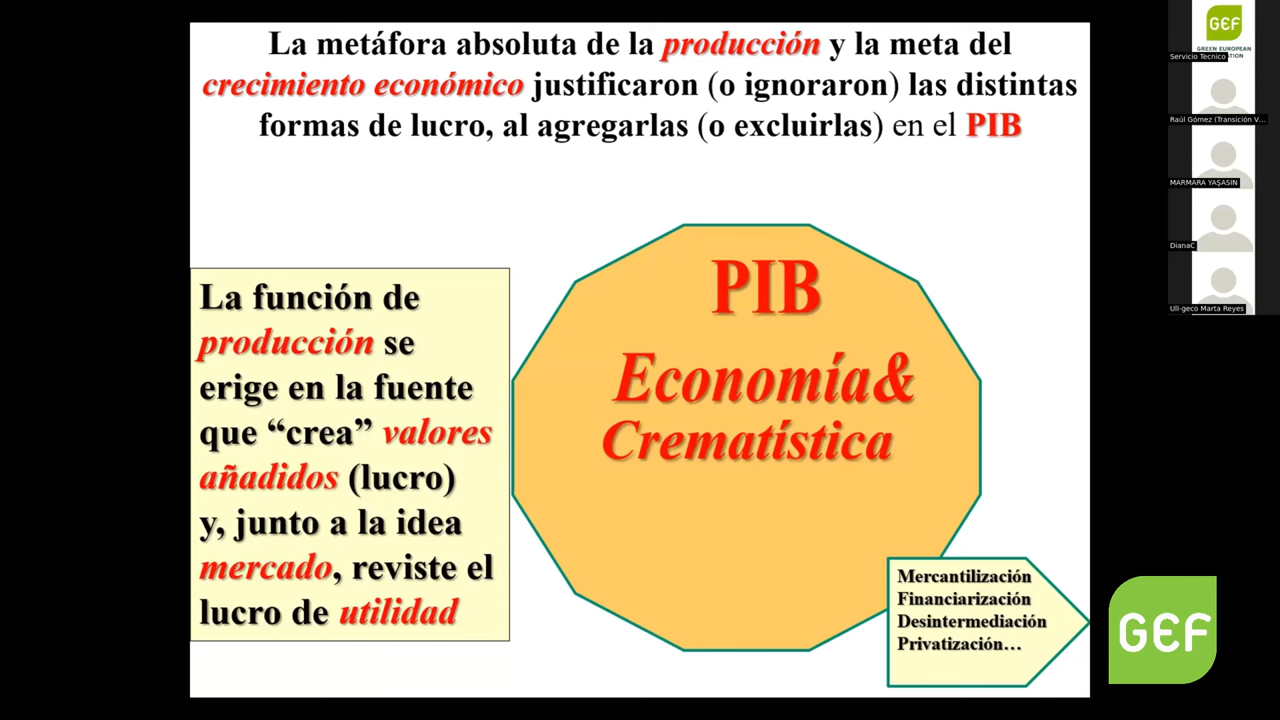 La metáfora absoluta de la producción y la meta del
crecimiento económico justificaron (o ignoraron) las distintas
formas de lucro, al agregarlas (o excluirlas) en el PIB
La función de
producción se
erige en la fuente
que “crea” valores
añadidos (lucro)
y, junto a la idea
mercado, reviste el
lucro de utilidad
PIB
Economía&
Crematística
Mercantilización
Financiarización
Desintermediación
Privatización…
GEF
GREEN EUROPEAN
Servicio Tecnico
Raúl Gómez (Transición V...
MARMARA YAŞASIN
DianaC
Ull-geco Marta Reyes
GEF